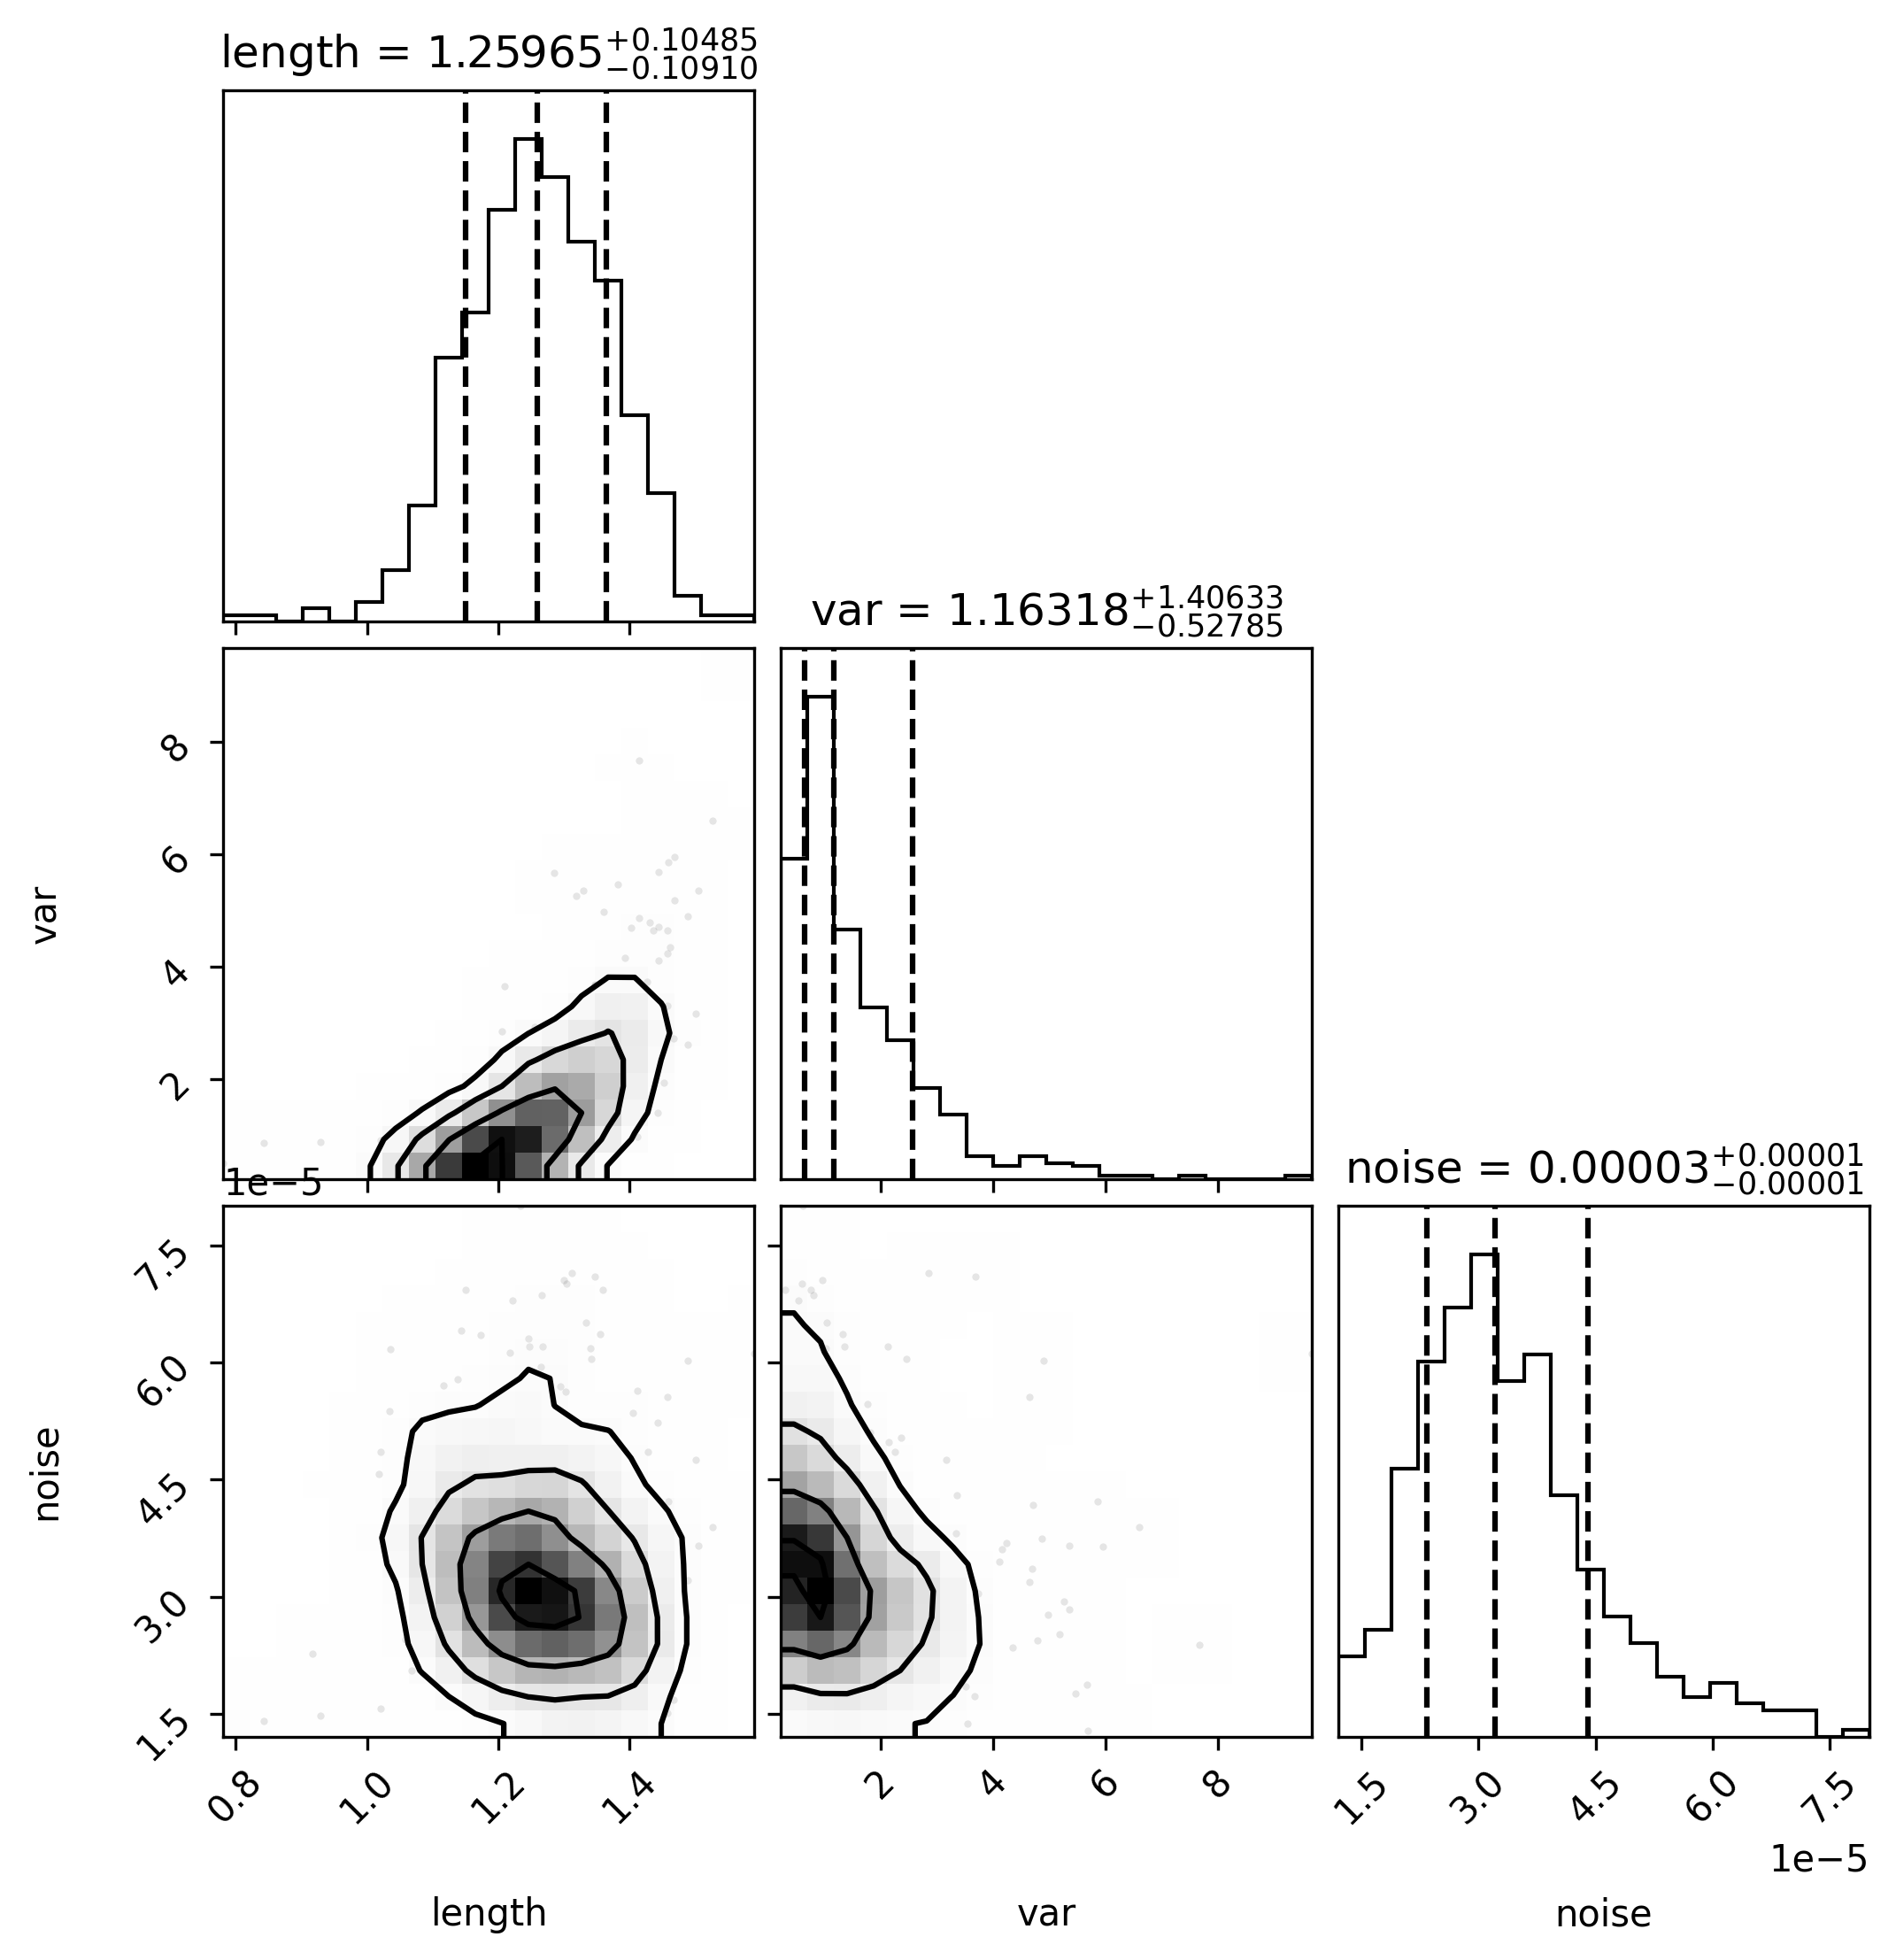 length = 1.25965 +0.10485 −0.10910
var = 1.16318 +1.40633 −0.52785
8
6
4
2
var
1e−5
noise = 0.00003 +0.00001 −0.00001
7.5
6.0
4.5
3.0
1.5
noise
0.8 1.0 1.2 1.4
2 4 6 8
1.5 3.0 4.5 6.0 7.5
1e−5
length
var
noise